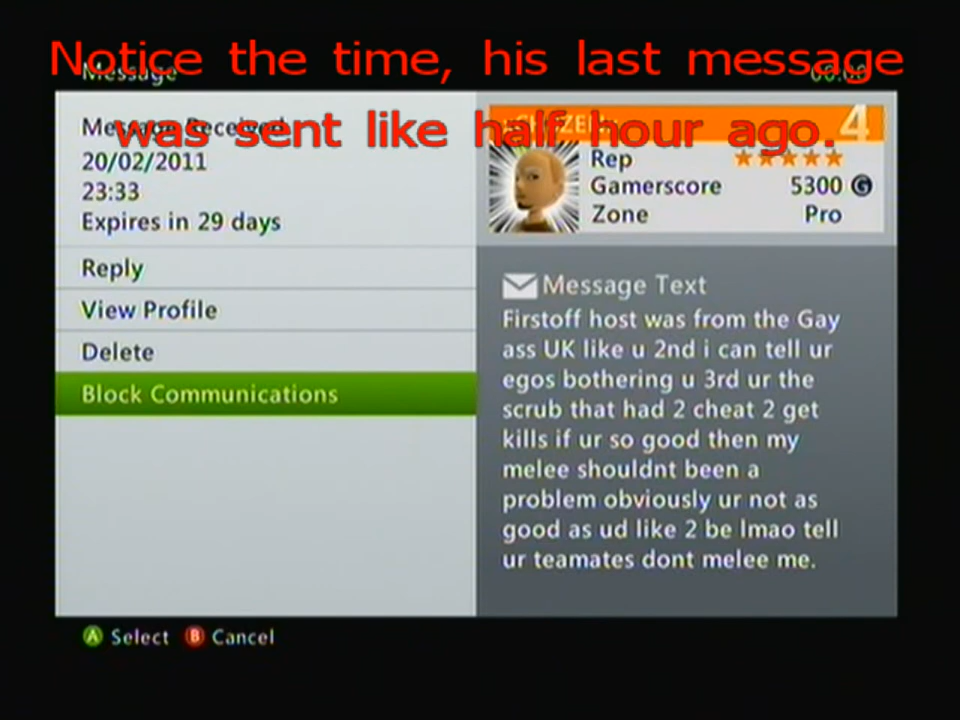 Notice the time, his last message
was sent like half hour ago.
Message
Message Received
20/02/2011
23:33
Expires in 29 days
Reply
View Profile
Delete
Block Communications
4
Rep
Gamerscore 5300 G
Zone Pro
Message Text
Firstoff host was from the Gay
ass UK like u 2nd i can tell ur
egos bothering u 3rd ur the
scrub that had 2 cheat 2 get
kills if ur so good then my
melee shouldnt been a
problem obviously ur not as
good as ud like 2 be lmao tell
ur teamates dont melee me.
A Select B Cancel